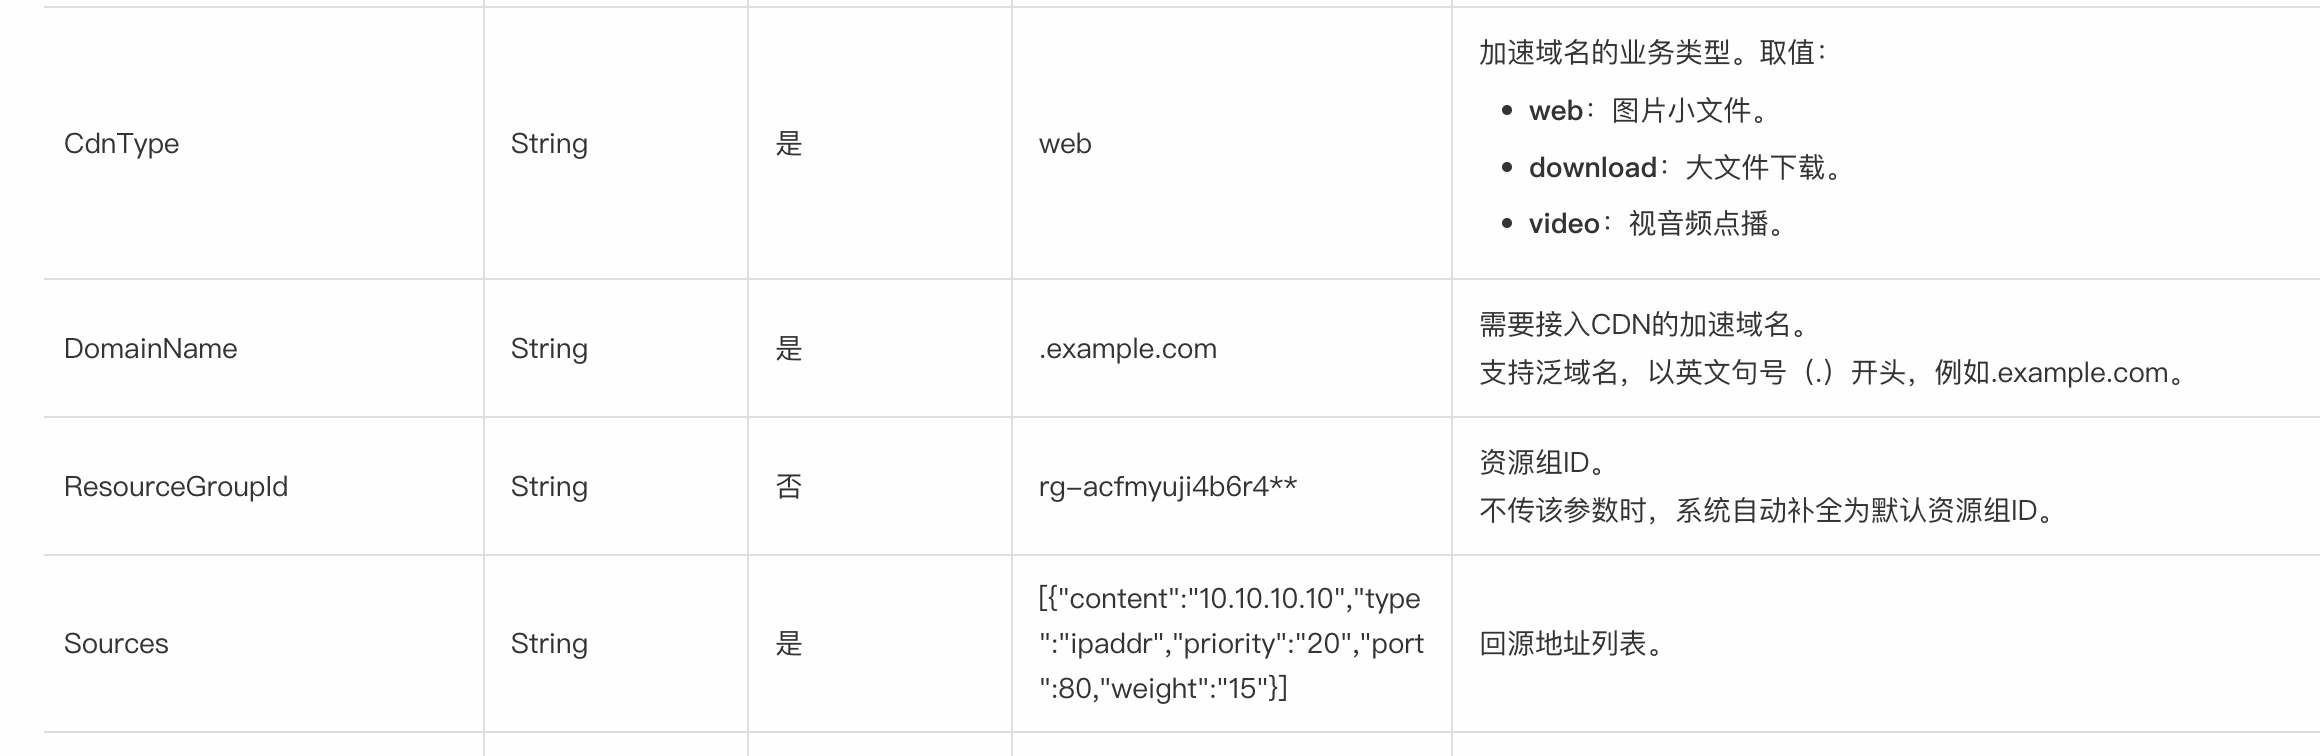 CdnType
String
是
web
加速域名的业务类型。取值：
web：图片小文件。
download：大文件下载。
video：视音频点播。
DomainName
String
是
.example.com
需要接入CDN的加速域名。
支持泛域名，以英文句号（.）开头，例如.example.com。
ResourceGroupId
String
否
rg-acfmyuji4b6r4**
资源组ID。
不传该参数时，系统自动补全为默认资源组ID。
Sources
String
是
[{"content":"10.10.10.10","type
":"ipaddr","priority":"20","port
":80,"weight":"15"}]
回源地址列表。